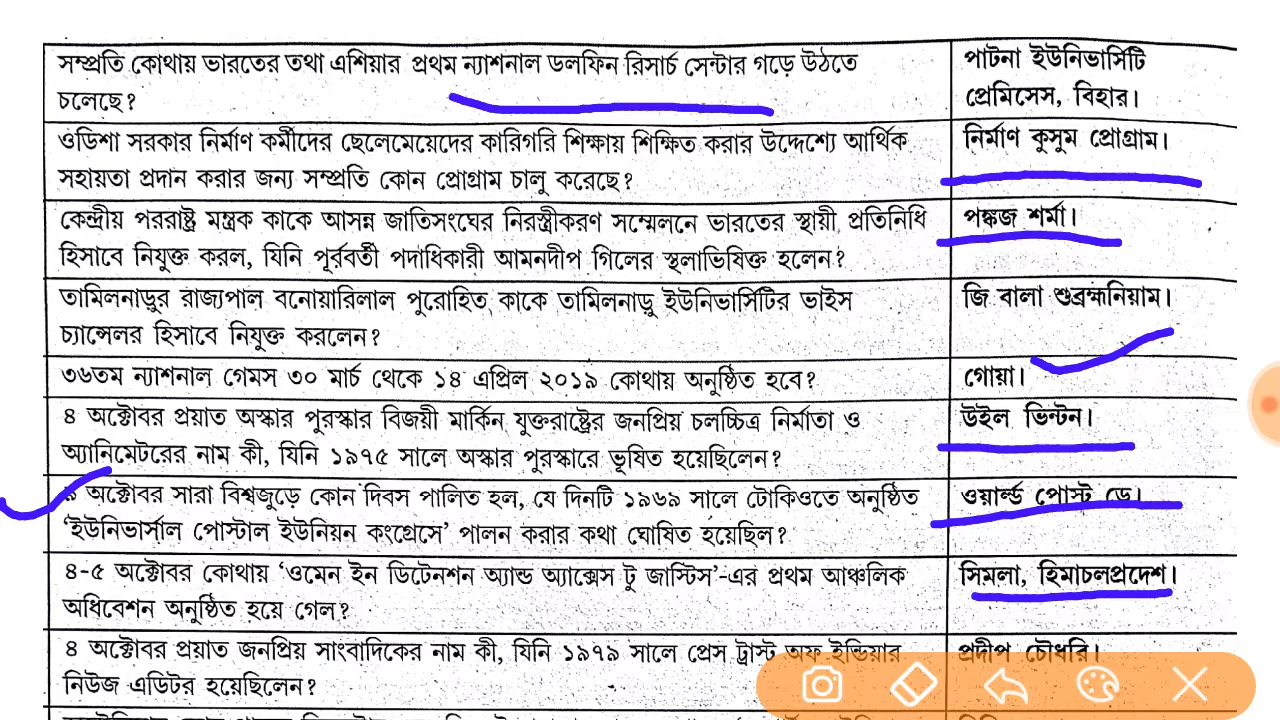 সম্প্রতি কোথায় ভারতের তথা এশিয়ার প্রথম ন্যাশনাল ডলফিন রিসার্চ সেন্টার গড়ে উঠতে
চলেছে?
পাটনা ইউনিভার্সিটি
প্রেমিসেস, বিহার।
ওডিশা সরকার নির্মাণ কর্মীদের ছেলেমেয়েদের কারিগরি শিক্ষায় শিক্ষিত করার উদ্দেশ্যে আর্থিক
সহায়তা প্রদান করার জন্য সম্প্রতি কোন প্রোগ্রাম চালু করেছে?
নির্মাণ কুসুম প্রোগ্রাম।
কেন্দ্রীয় পররাষ্ট্র মন্ত্রক কাকে আসন্ন জাতিসংঘের নিরস্ত্রীকরণ সম্মেলনে ভারতের স্থায়ী প্রতিনিধি
হিসাবে নিযুক্ত করল, যিনি পূর্ববর্তী পদাধিকারী আমনদীপ গিলের স্থলাভিষিক্ত হলেন?
পঙ্কজ শর্মা।
তামিলনাড়ুর রাজ্যপাল বনোয়ারিলাল পুরোহিত কাকে তামিলনাড়ু ইউনিভার্সিটির ভাইস
চ্যান্সেলর হিসাবে নিযুক্ত করলেন?
জি বালা শুব্রহ্মনিয়াম।
৩৬তম ন্যাশনাল গেমস ৩০ মার্চ থেকে ১৪ এপ্রিল ২০১৯ কোথায় অনুষ্ঠিত হবে?
গোয়া।
৪ অক্টোবর প্রয়াত অস্কার পুরস্কার বিজয়ী মার্কিন যুক্তরাষ্ট্রের জনপ্রিয় চলচ্চিত্র নির্মাতা ও
অ্যানিমেটরের নাম কী, যিনি ১৯৭৫ সালে অস্কার পুরস্কারে ভূষিত হয়েছিলেন?
উইল ভিন্টন।
৯ অক্টোবর সারা বিশ্বজুড়ে কোন দিবস পালিত হল, যে দিনটি ১৯৬৯ সালে টোকিওতে অনুষ্ঠিত
‘ইউনিভার্সাল পোস্টাল ইউনিয়ন কংগ্রেসে’ পালন করার কথা ঘোষিত হয়েছিল?
ওয়ার্ল্ড পোস্ট ডে।
৪-৫ অক্টোবর কোথায় ‘ওমেন ইন ডিটেনশন অ্যান্ড অ্যাক্সেস টু জাস্টিস’-এর প্রথম আঞ্চলিক
অধিবেশন অনুষ্ঠিত হয়ে গেল?
সিমলা, হিমাচলপ্রদেশ।
৪ অক্টোবর প্রয়াত জনপ্রিয় সাংবাদিকের নাম কী, যিনি ১৯৭৯ সালে প্রেস ট্রাস্ট অফ ইন্ডিয়ার
নিউজ এডিটর হয়েছিলেন?
প্রদীপ চৌধরি।